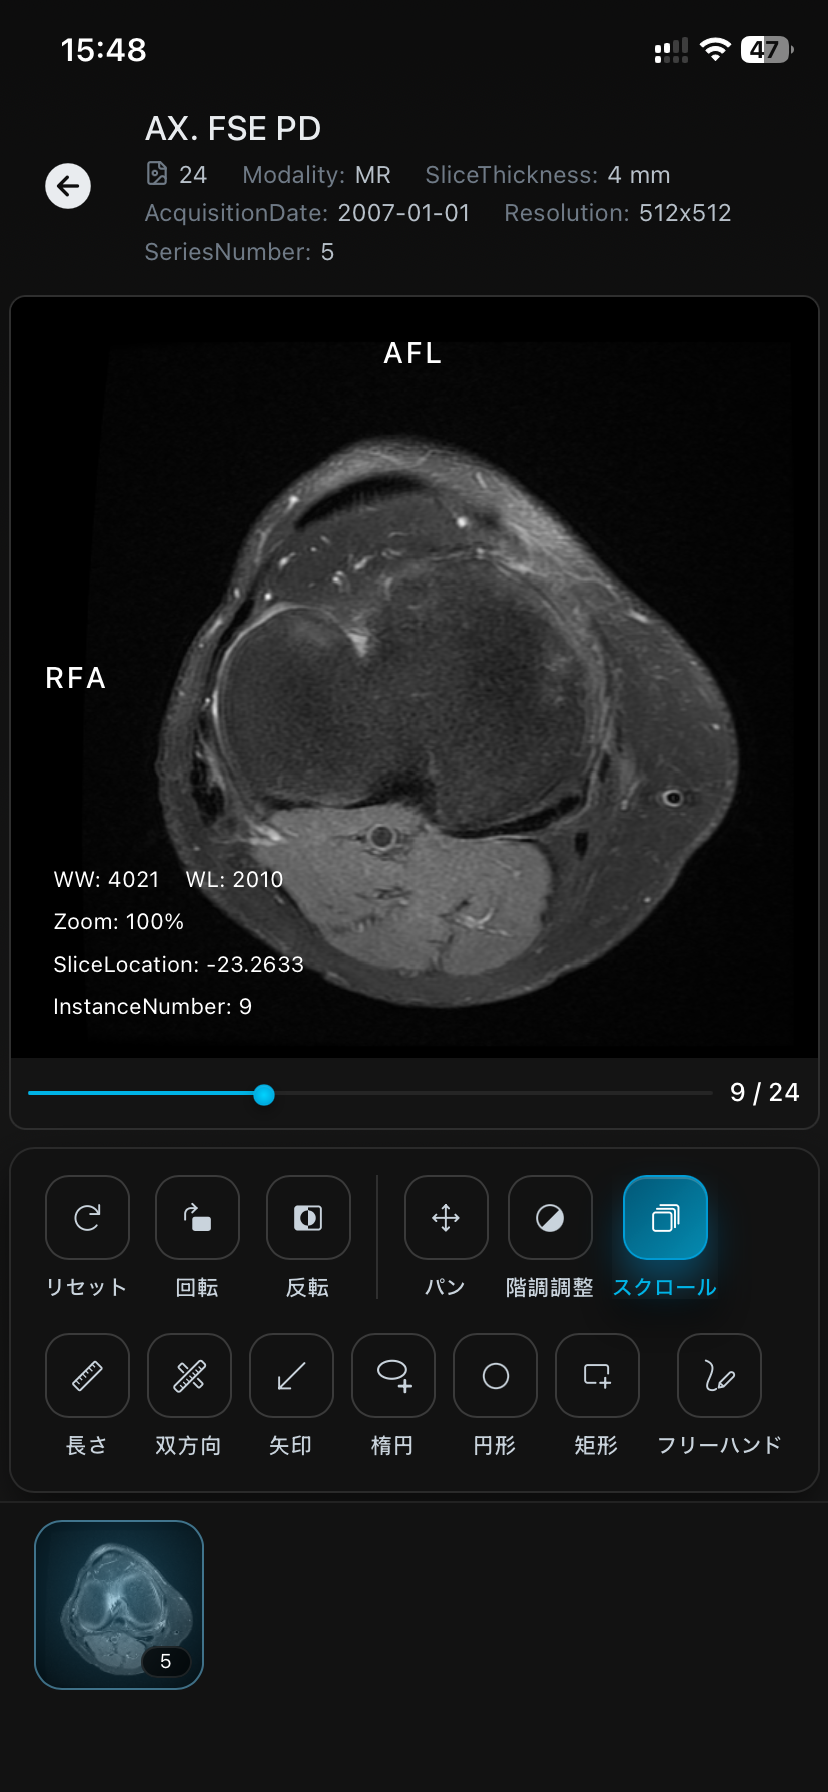 15:48
47
AX. FSE PD
24 Modality: MR SliceThickness: 4 mm
AcquisitionDate: 2007-01-01 Resolution: 512x512
SeriesNumber: 5
AFL
RFA
WW: 4021 WL: 2010
Zoom: 100%
SliceLocation: -23.2633
InstanceNumber: 9
9 / 24
リセット 回転 反転 パン 階調調整 スクロール
長さ 双方向 矢印 楕円 円形 矩形 フリーハンド
5